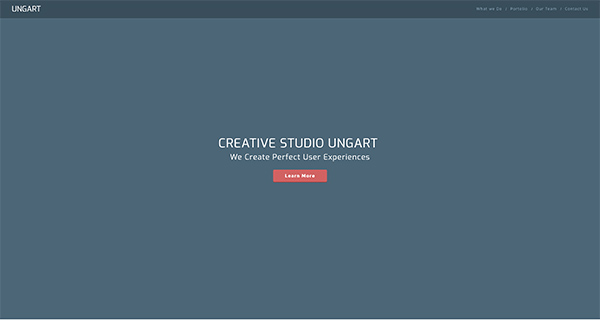 UNGART
What we Do / Portfolio / Our Team / Contact Us
CREATIVE STUDIO UNGART
We Create Perfect User Experiences
Learn More